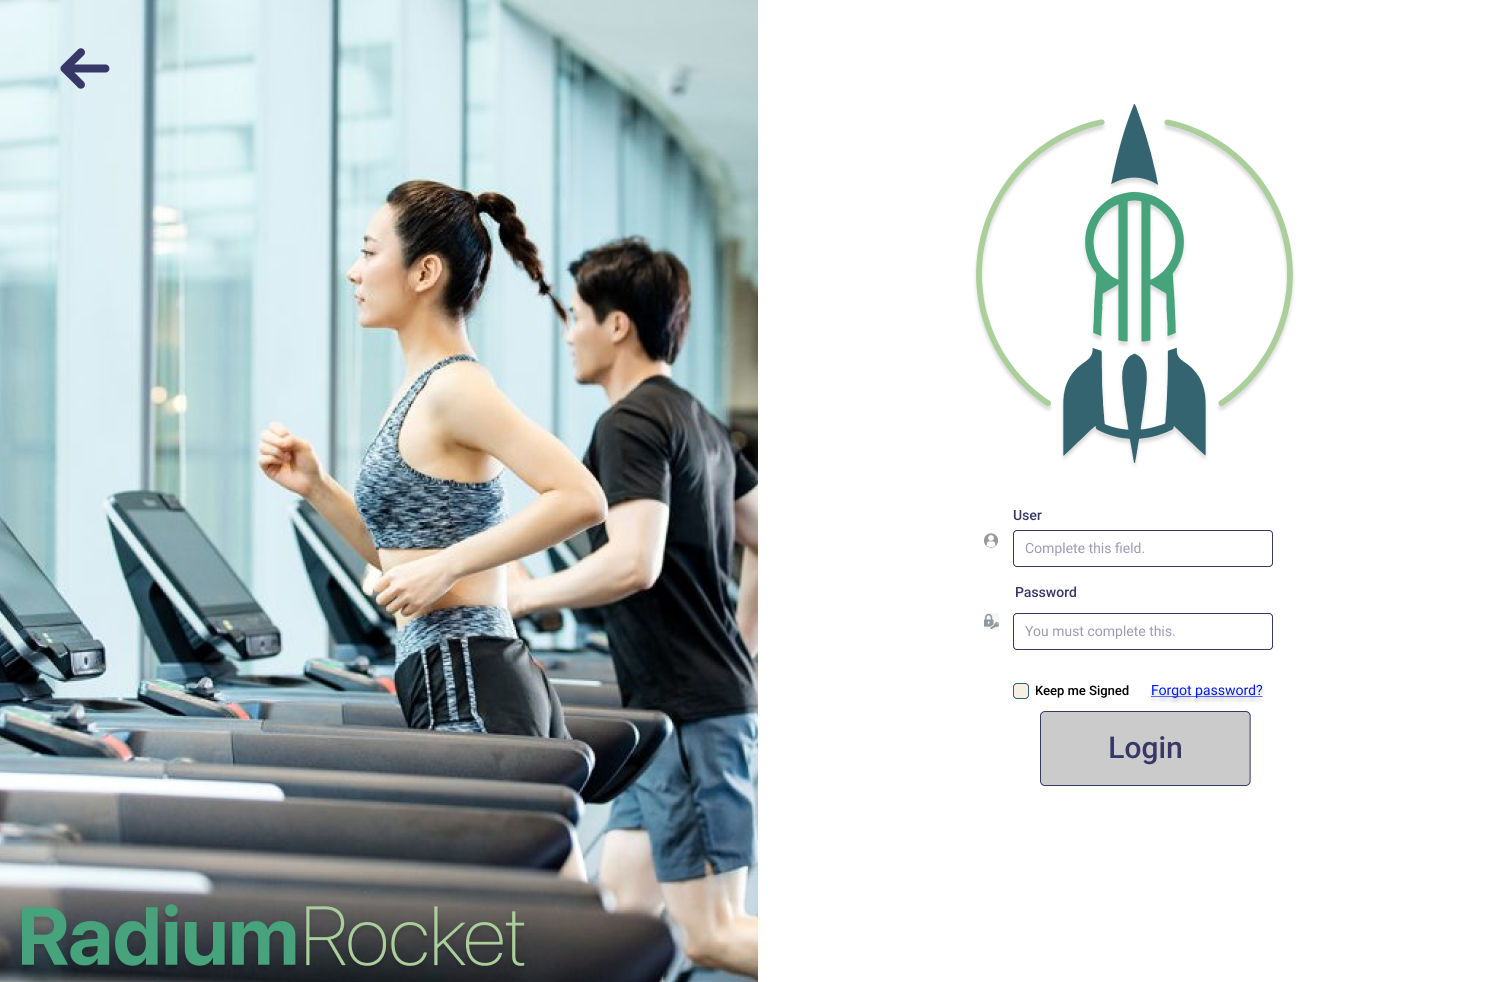 RadiumRocket
User
Complete this field.
Password
You must complete this.
Keep me Signed Forgot password?
Login